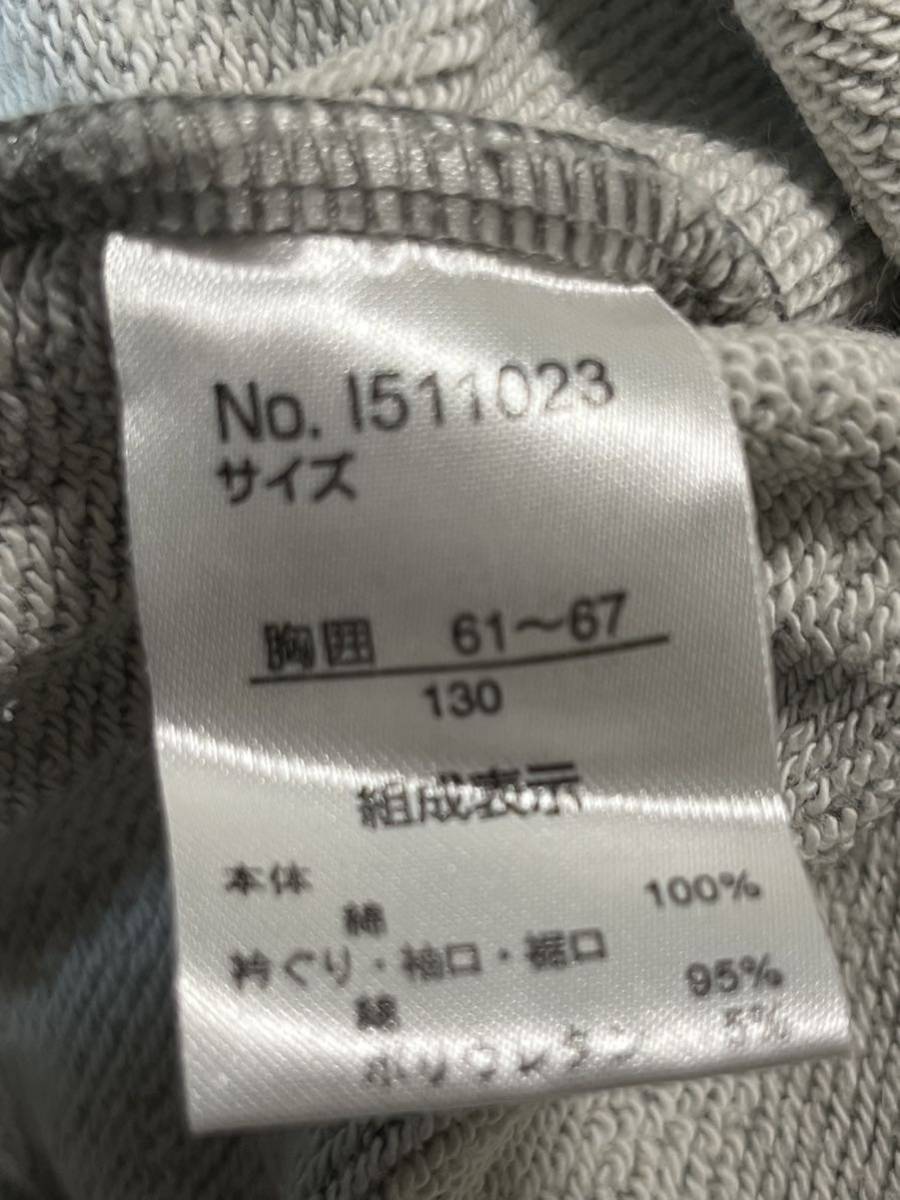 No. I511023
サイズ
胸囲 61〜67
130
組成表示
本体
綿 100%
衿ぐり・袖口・裾口
綿 95%
ポリウレタン 5%